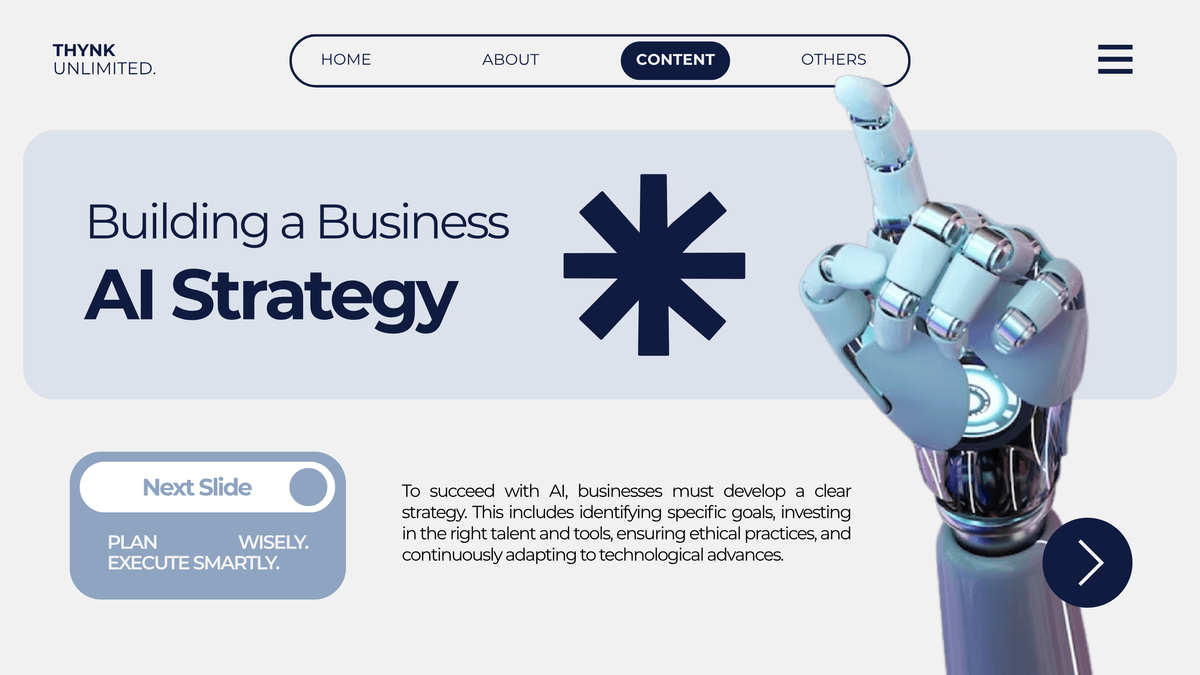 THYNK
UNLIMITED.
HOME ABOUT CONTENT OTHERS
Building a Business
AI Strategy
Next Slide
PLAN WISELY.
EXECUTE SMARTLY.
To succeed with AI, businesses must develop a clear
strategy. This includes identifying specific goals, investing
in the right talent and tools, ensuring ethical practices, and
continuously adapting to technological advances.